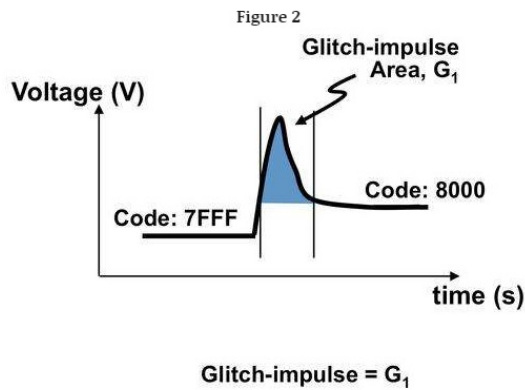 Figure 2
Glitch-impulse
Area, G₁
Voltage (V)
Code: 8000
Code: 7FFF
time (s)
Glitch-impulse = G₁